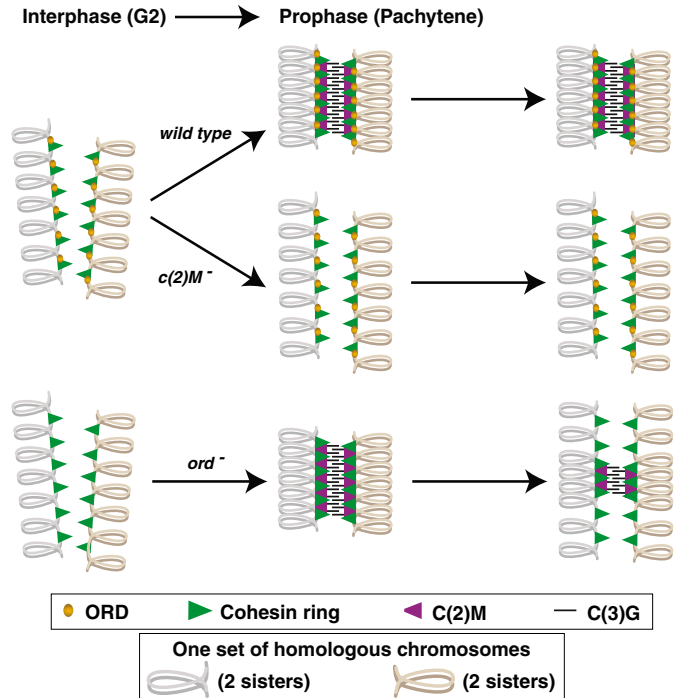 Interphase (G2)
Prophase (Pachytene)
wild type
c(2)M -
ord -
ORD
Cohesin ring
C(2)M
C(3)G
One set of homologous chromosomes
(2 sisters)
(2 sisters)